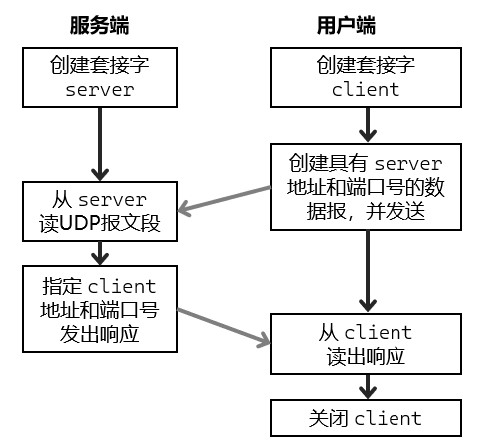 服务端
创建套接字
server
从 server
读UDP报文段
指定 client
地址和端口号
发出响应
用户端
创建套接字
client
创建具有 server
地址和端口号的数
据报，并发送
从 client
读出响应
关闭 client